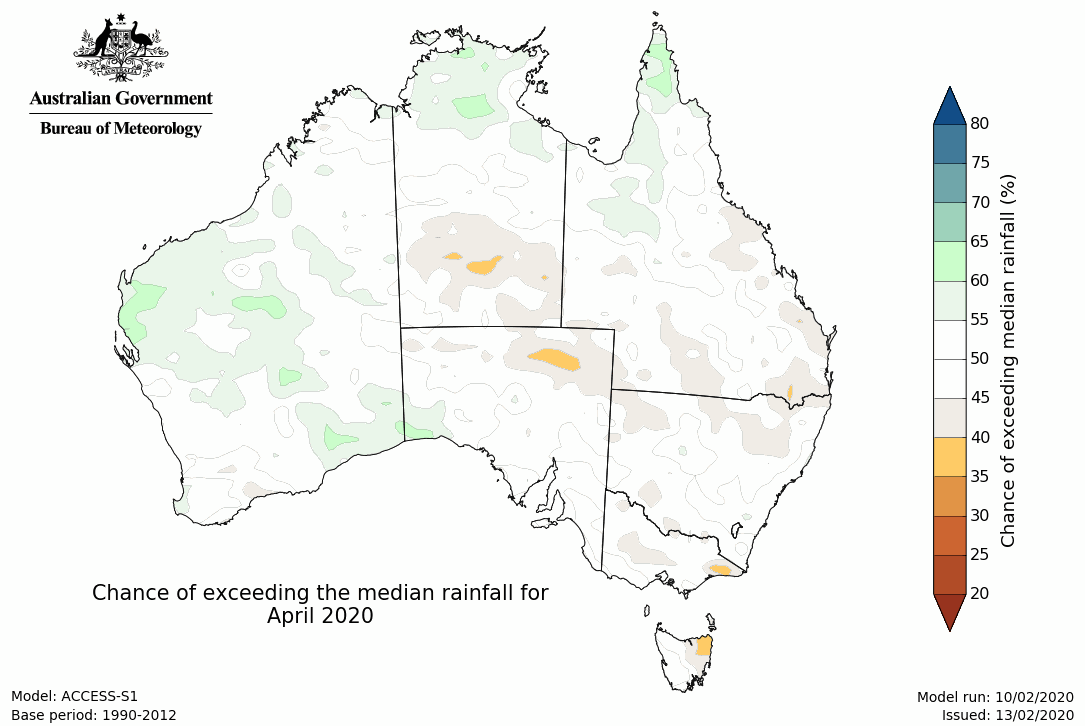 Australian Government
Bureau of Meteorology
80
75
70
65
60
55
50
45
40
35
30
25
20
Chance of exceeding median rainfall (%)
Chance of exceeding the median rainfall for
April 2020
Model: ACCESS-S1
Base period: 1990-2012
Model run: 10/02/2020
Issued: 13/02/2020